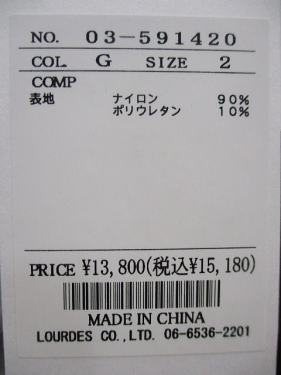 NO. 03-591420
COL. G SIZE 2
COMP
表地 ナイロン 90%
ポリウレタン 10%
PRICE ¥13,800(税込¥15,180)
MADE IN CHINA
LOURDES CO.,LTD. 06-6536-2201